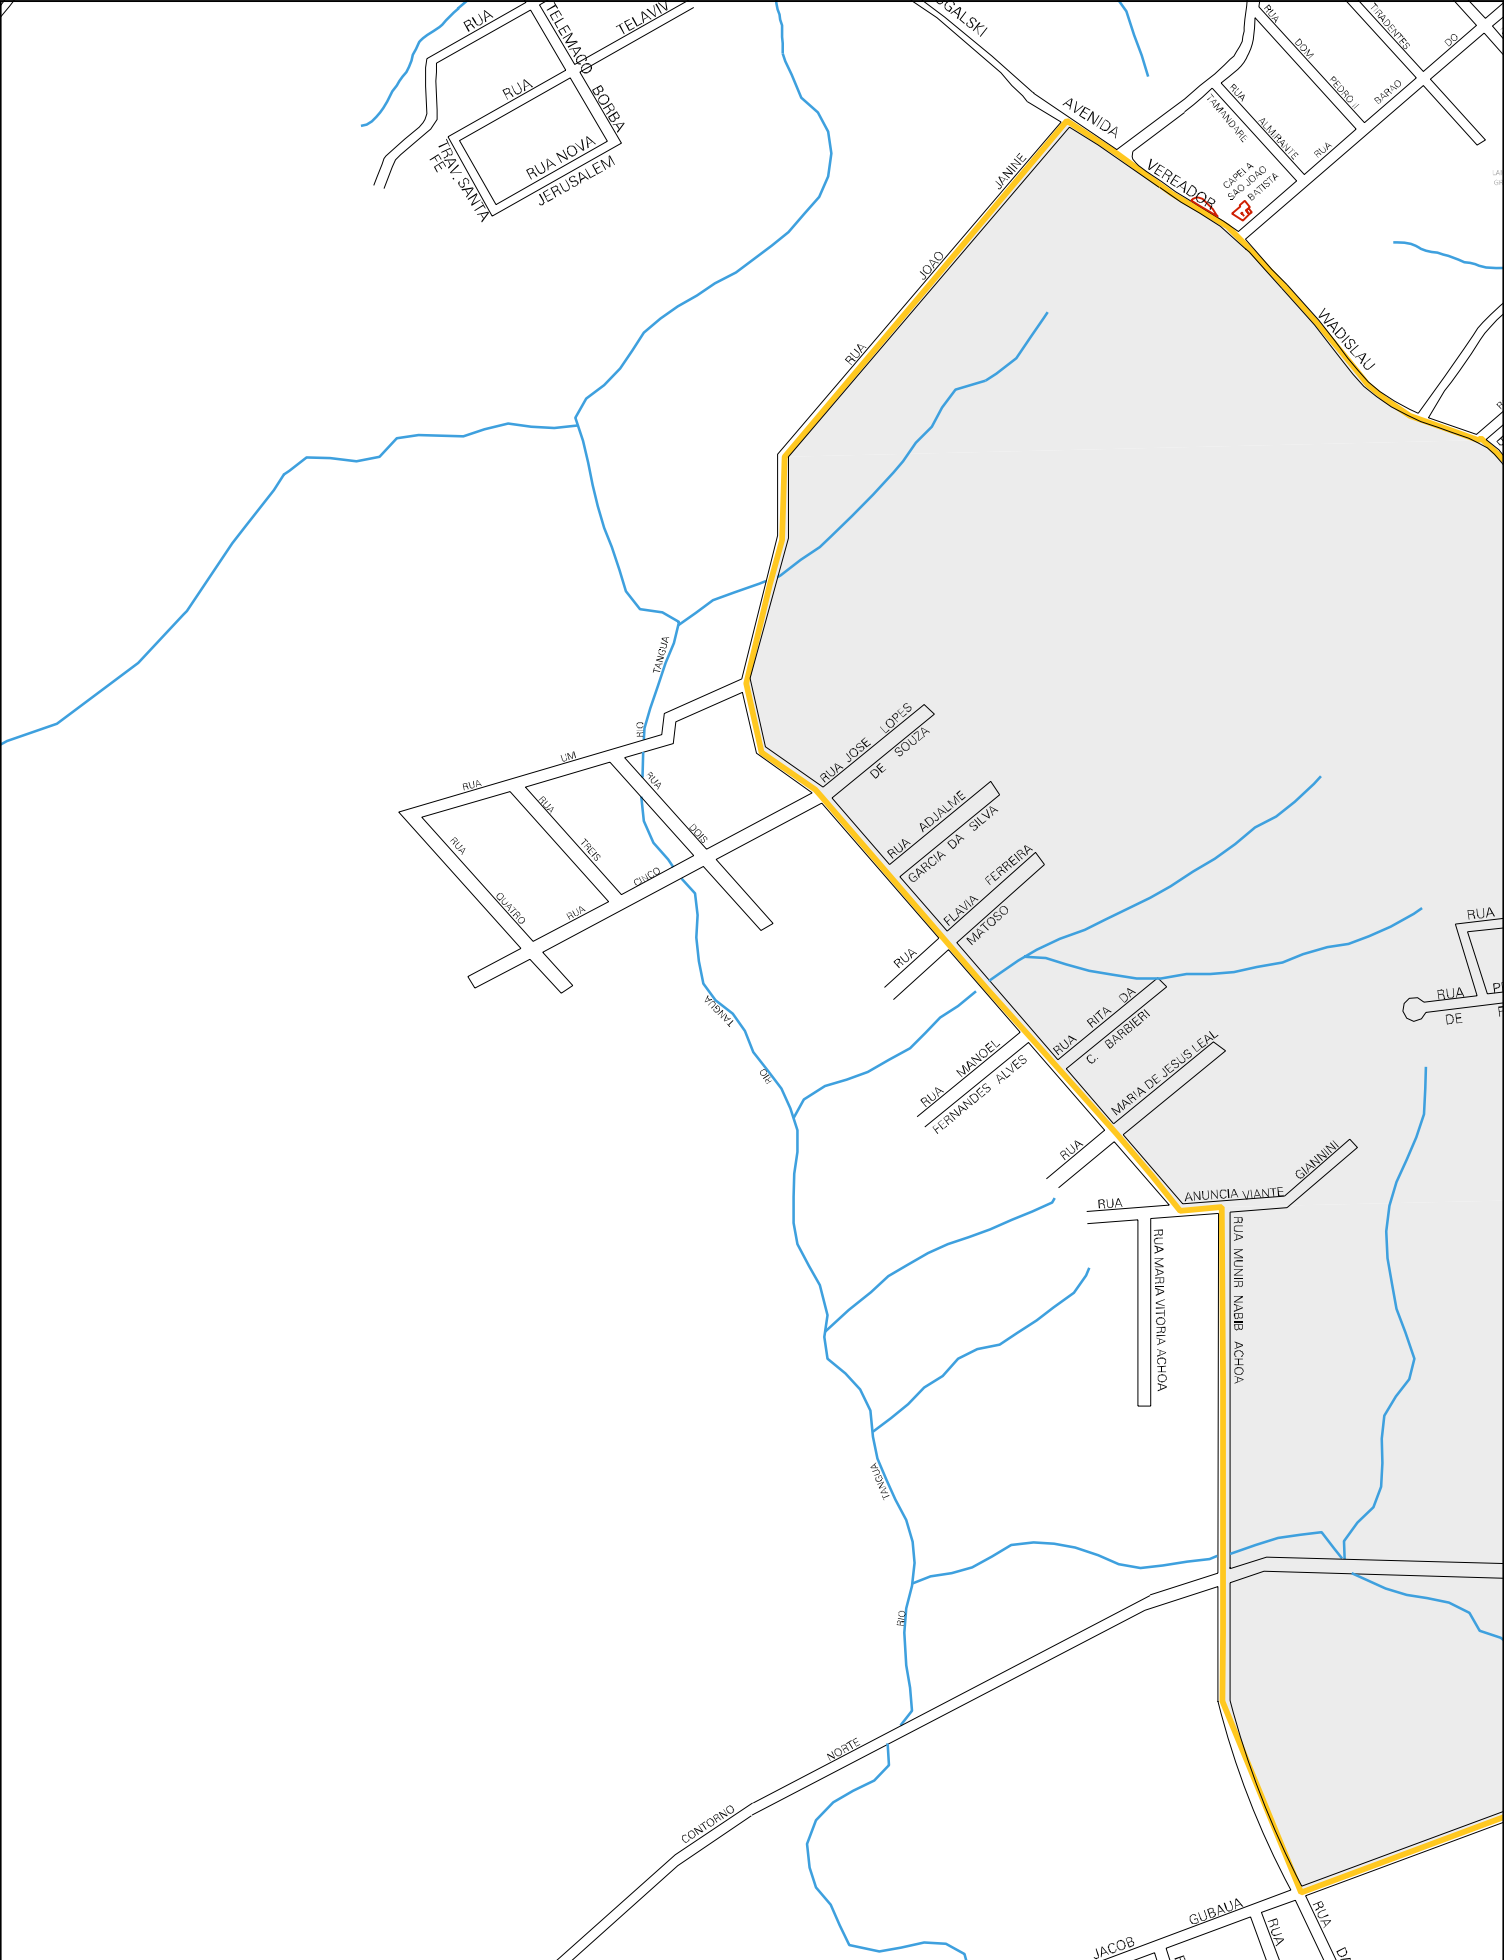 RUA
TELEMACO
BORBA
TELAVIV
RUA
TRAV. SANTA
FE
RUA NOVA
JERUSALEM
AVENIDA
VEREADOR
WADISLAU
RUA
DOM
PEDRO II
TIRADENTES
RUA
BARAO
DO
RUA
ALMIRANTE
TAMANDARE
CAPELA
SAO JOAO
BATISTA
RUA
JOAO
JANINE
TANGUA
RIO
RUA
UM
RUA
DOIS
RUA
TREIS
RUA
QUATRO
RUA
CINCO
RUA JOSE LOPES
DE SOUZA
RUA ADJALME
GARCIA DA SILVA
RUA
FLAVIA FERREIRA
MATOSO
TANGUA
RIO
RUA MANOEL
FERNANDES ALVES
RUA RITA DA
C. BARBIERI
RUA
MARIA DE JESUS LEAL
RUA
ANUNCIA VIANTE
GIANNINI
RUA MARIA VITORIA ACHOA
RUA MUNIR NABIB ACHOA
RUA
RUA
DE
TANGUA
RIO
CONTORNO
NORTE
JACOB
GUBAUA
RUA
RUA